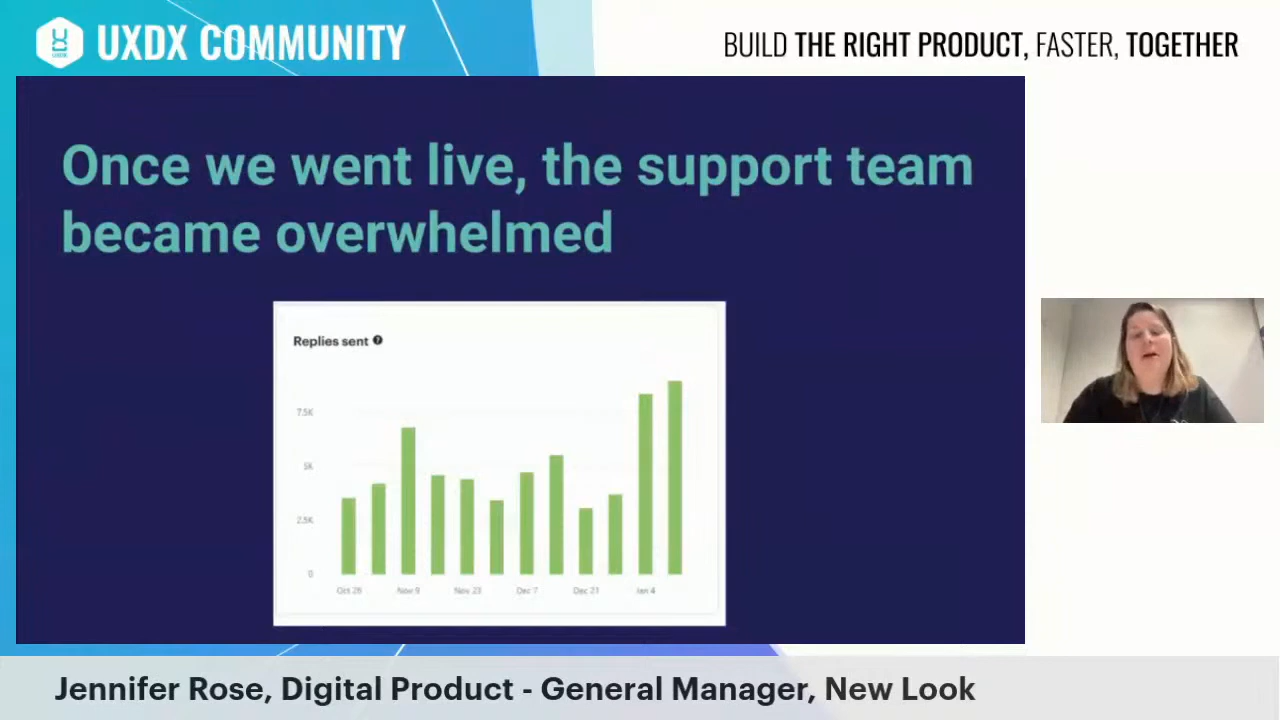 UXDX COMMUNITY
BUILD THE RIGHT PRODUCT, FASTER, TOGETHER
Once we went live, the support team
became overwhelmed
Replies sent
7.5K
5K
2.5K
0
Oct 26 Nov 9 Nov 23 Dec 7 Dec 21 Jan 4
Jennifer Rose, Digital Product - General Manager, New Look